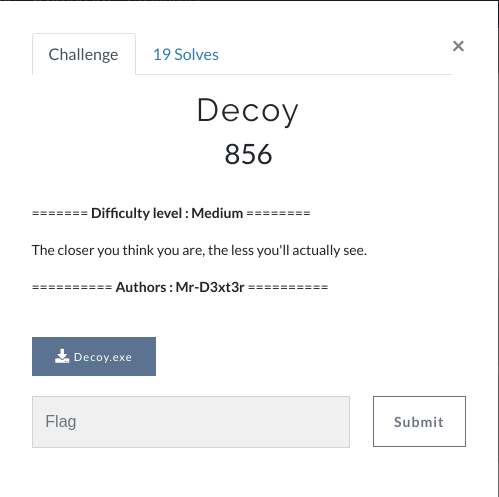 Challenge
19 Solves
×
Decoy
856
======= Difficulty level : Medium ========
The closer you think you are, the less you'll actually see.
========== Authors : Mr-D3xt3r ==========
Decoy.exe
Flag
Submit